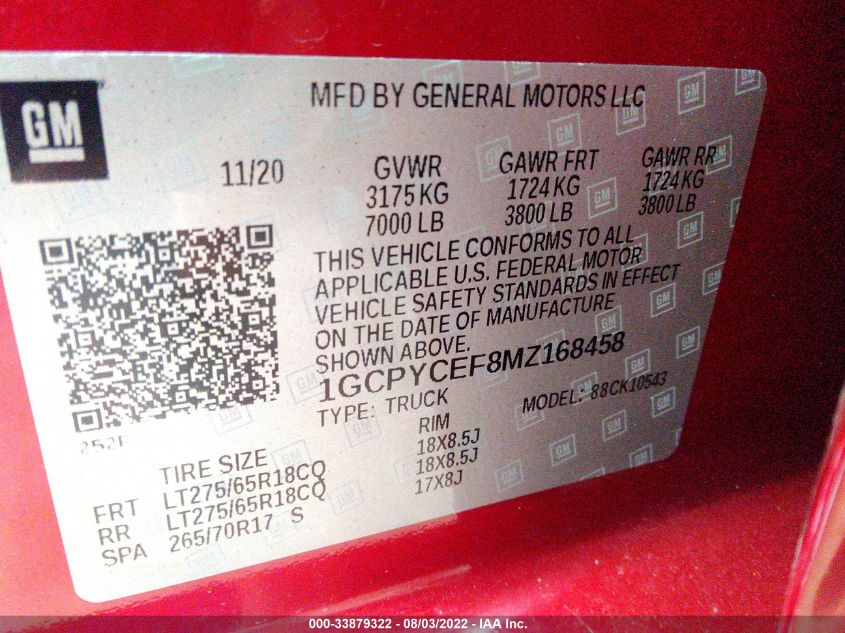 GM
MFD BY GENERAL MOTORS LLC
11/20
GVWR GAWR FRT GAWR RR
3175 KG 1724 KG 1724 KG
7000 LB 3800 LB 3800 LB
THIS VEHICLE CONFORMS TO ALL
APPLICABLE U.S. FEDERAL MOTOR
VEHICLE SAFETY STANDARDS IN EFFECT
ON THE DATE OF MANUFACTURE
SHOWN ABOVE.
1GCPYCEF8MZ168458
TYPE: TRUCK MODEL: 88CK10543
TIRE SIZE RIM
FRT LT275/65R18CQ 18X8.5J
RR LT275/65R18CQ 18X8.5J
SPA 265/70R17 S 17X8J
000-33879322 - 08/03/2022 - IAA Inc.